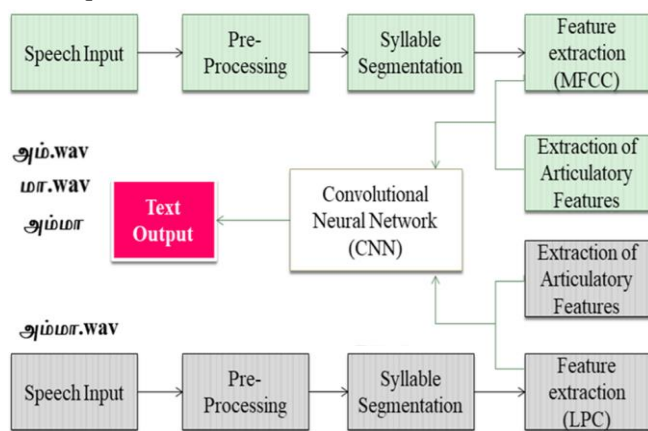 Speech Input
Pre-
Processing
Syllable
Segmentation
Feature
extraction
(MFCC)
அம்.wav
மா.wav
அம்மா
Text
Output
Convolutional
Neural Network
(CNN)
Extraction of
Articulatory
Features
Extraction of
Articulatory
Features
அம்மா.wav
Speech Input
Pre-
Processing
Syllable
Segmentation
Feature
extraction
(LPC)